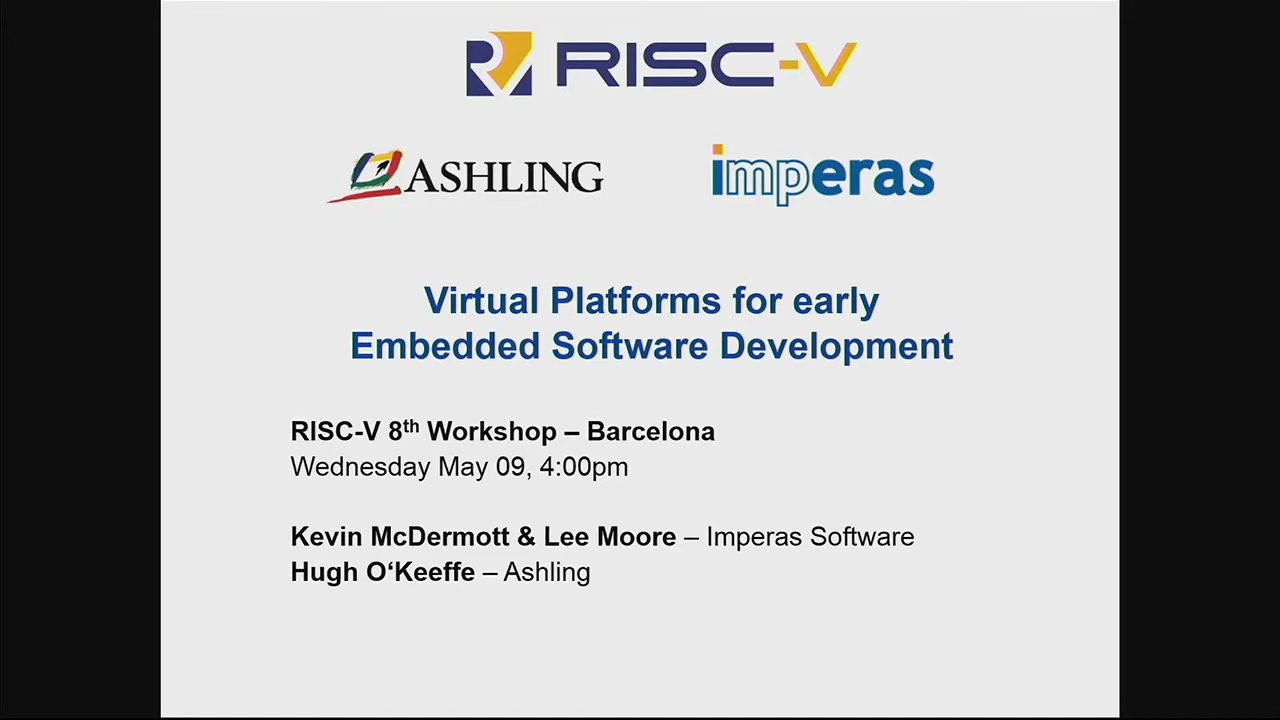 RISC-V
ASHLING
imperas
Virtual Platforms for early
Embedded Software Development
RISC-V 8th Workshop – Barcelona
Wednesday May 09, 4:00pm
Kevin McDermott & Lee Moore – Imperas Software
Hugh O‘Keeffe – Ashling